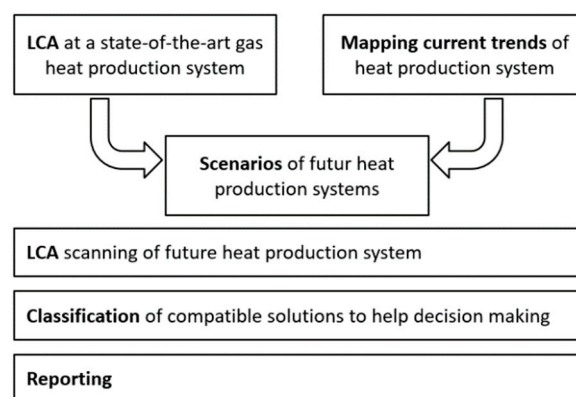 LCA at a state-of-the-art gas
heat production system
Mapping current trends of
heat production system
Scenarios of futur heat
production systems
LCA scanning of future heat production system
Classification of compatible solutions to help decision making
Reporting